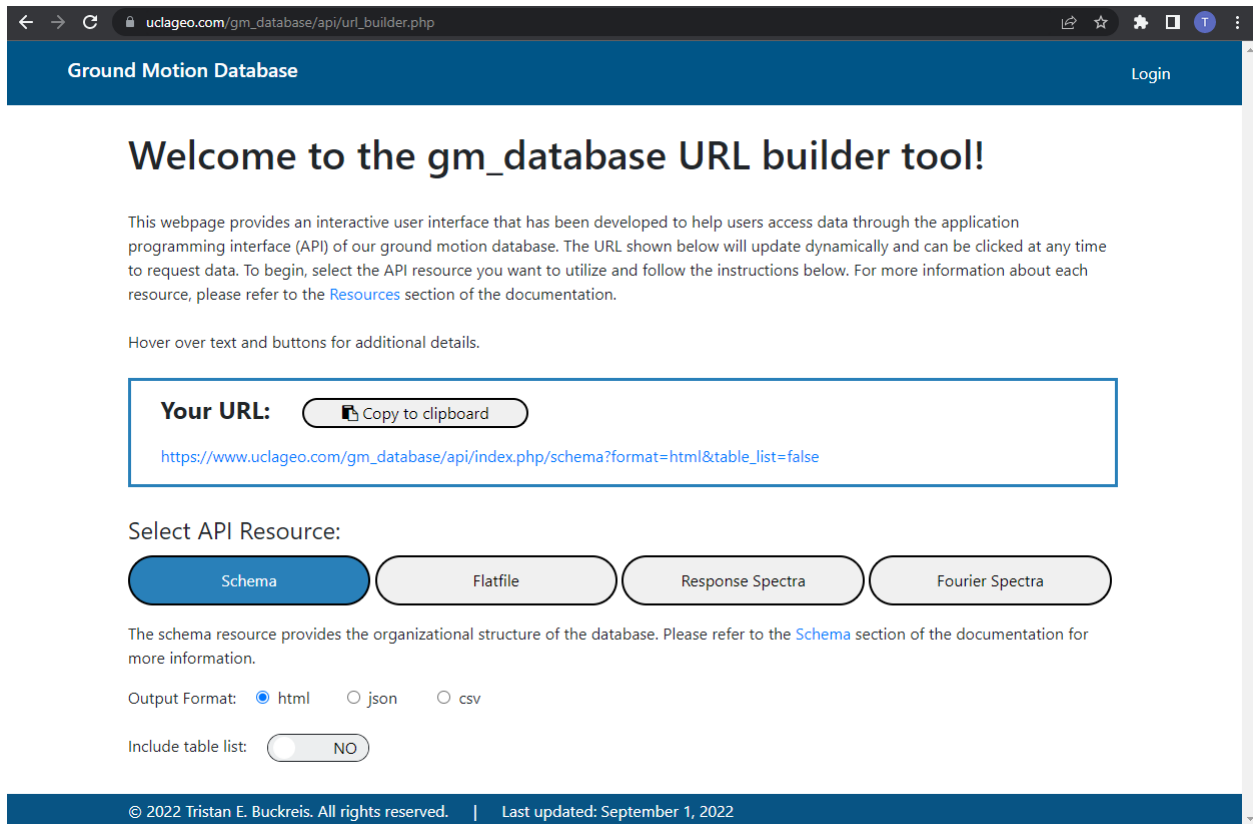 uclageo.com/gm_database/api/url_builder.php
T
Ground Motion Database
Login
Welcome to the gm_database URL builder tool!
This webpage provides an interactive user interface that has been developed to help users access data through the application
programming interface (API) of our ground motion database. The URL shown below will update dynamically and can be clicked at any time
to request data. To begin, select the API resource you want to utilize and follow the instructions below. For more information about each
resource, please refer to the Resources section of the documentation.
Hover over text and buttons for additional details.
Your URL: Copy to clipboard
https://www.uclageo.com/gm_database/api/index.php/schema?format=html&table_list=false
Select API Resource:
Schema Flatfile Response Spectra Fourier Spectra
The schema resource provides the organizational structure of the database. Please refer to the Schema section of the documentation for
more information.
Output Format: html json csv
Include table list: NO
© 2022 Tristan E. Buckreis. All rights reserved. | Last updated: September 1, 2022